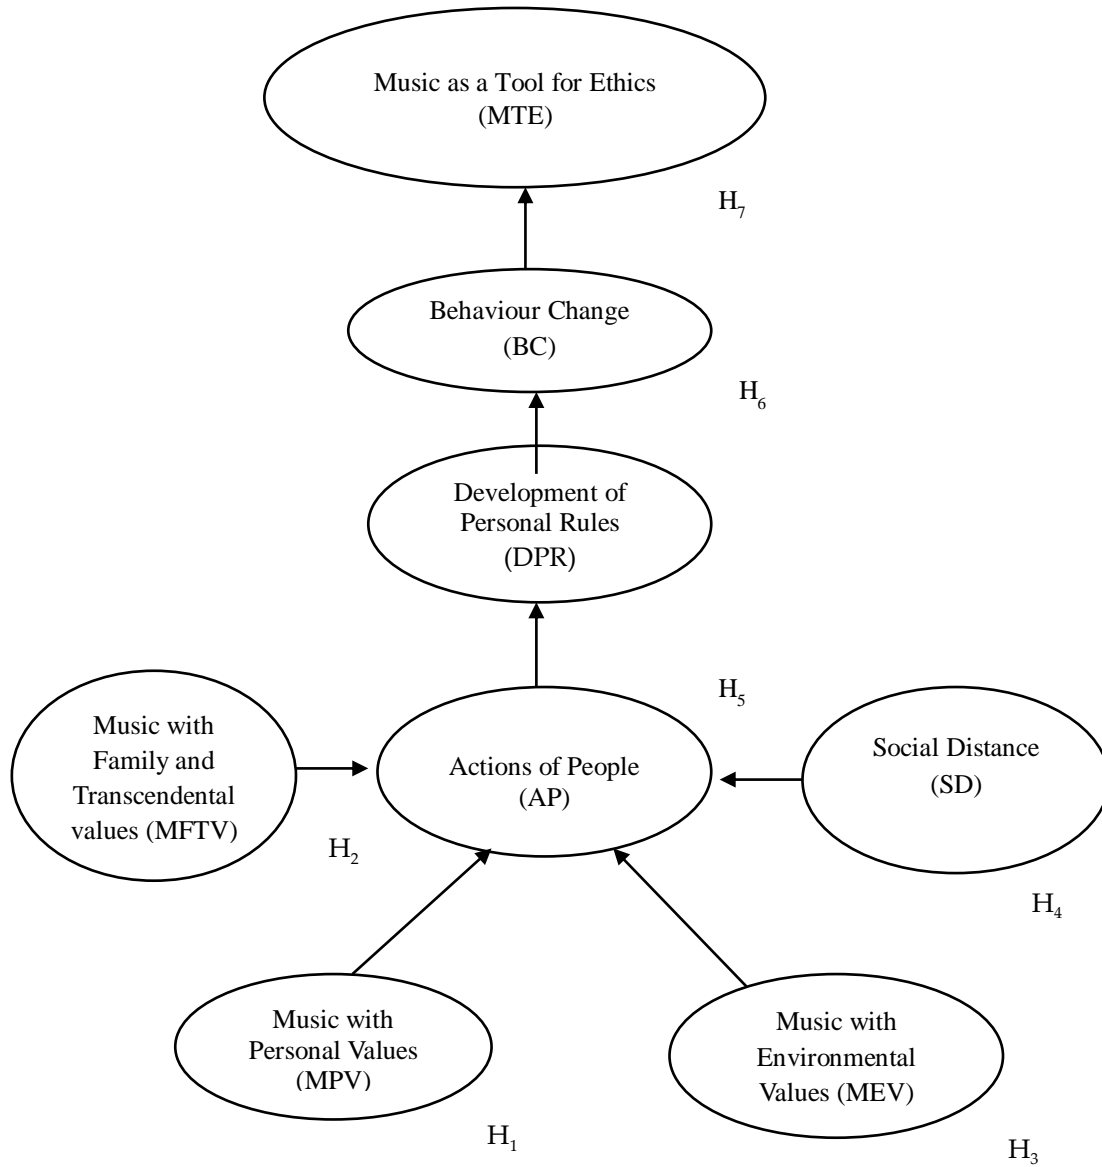 Music as a Tool for Ethics
(MTE)
H₇
Behaviour Change
(BC)
H₆
Development of
Personal Rules
(DPR)
H₅
Music with
Family and
Transcendental
values (MFTV)
H₂
Actions of People
(AP)
Social Distance
(SD)
H₄
Music with
Personal Values
(MPV)
H₁
Music with
Environmental
Values (MEV)
H₃